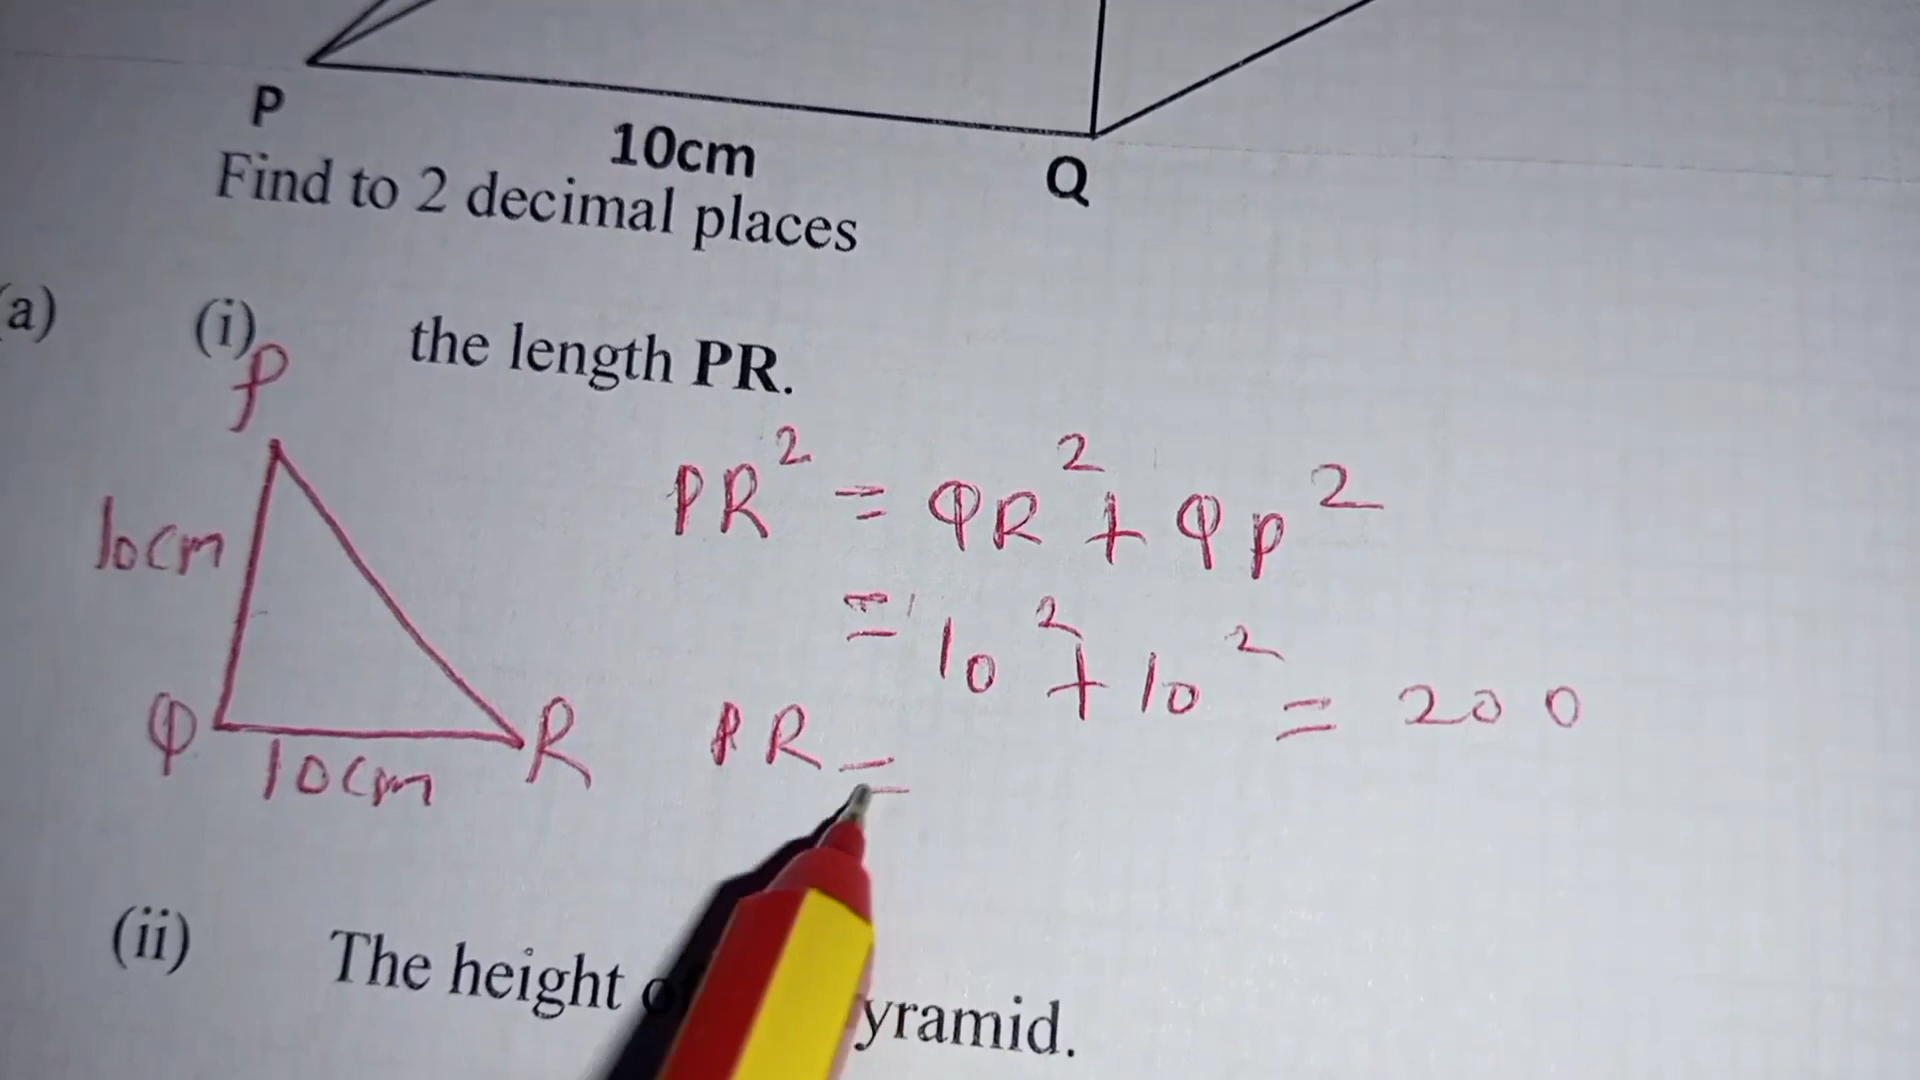 P
10cm
Q
Find to 2 decimal places
(a) (i) the length PR.
P
PR² = QR² + QP²
10cm
= 10² + 10² = 200
Q
10cm
R
PR =
(ii) The height yramid.